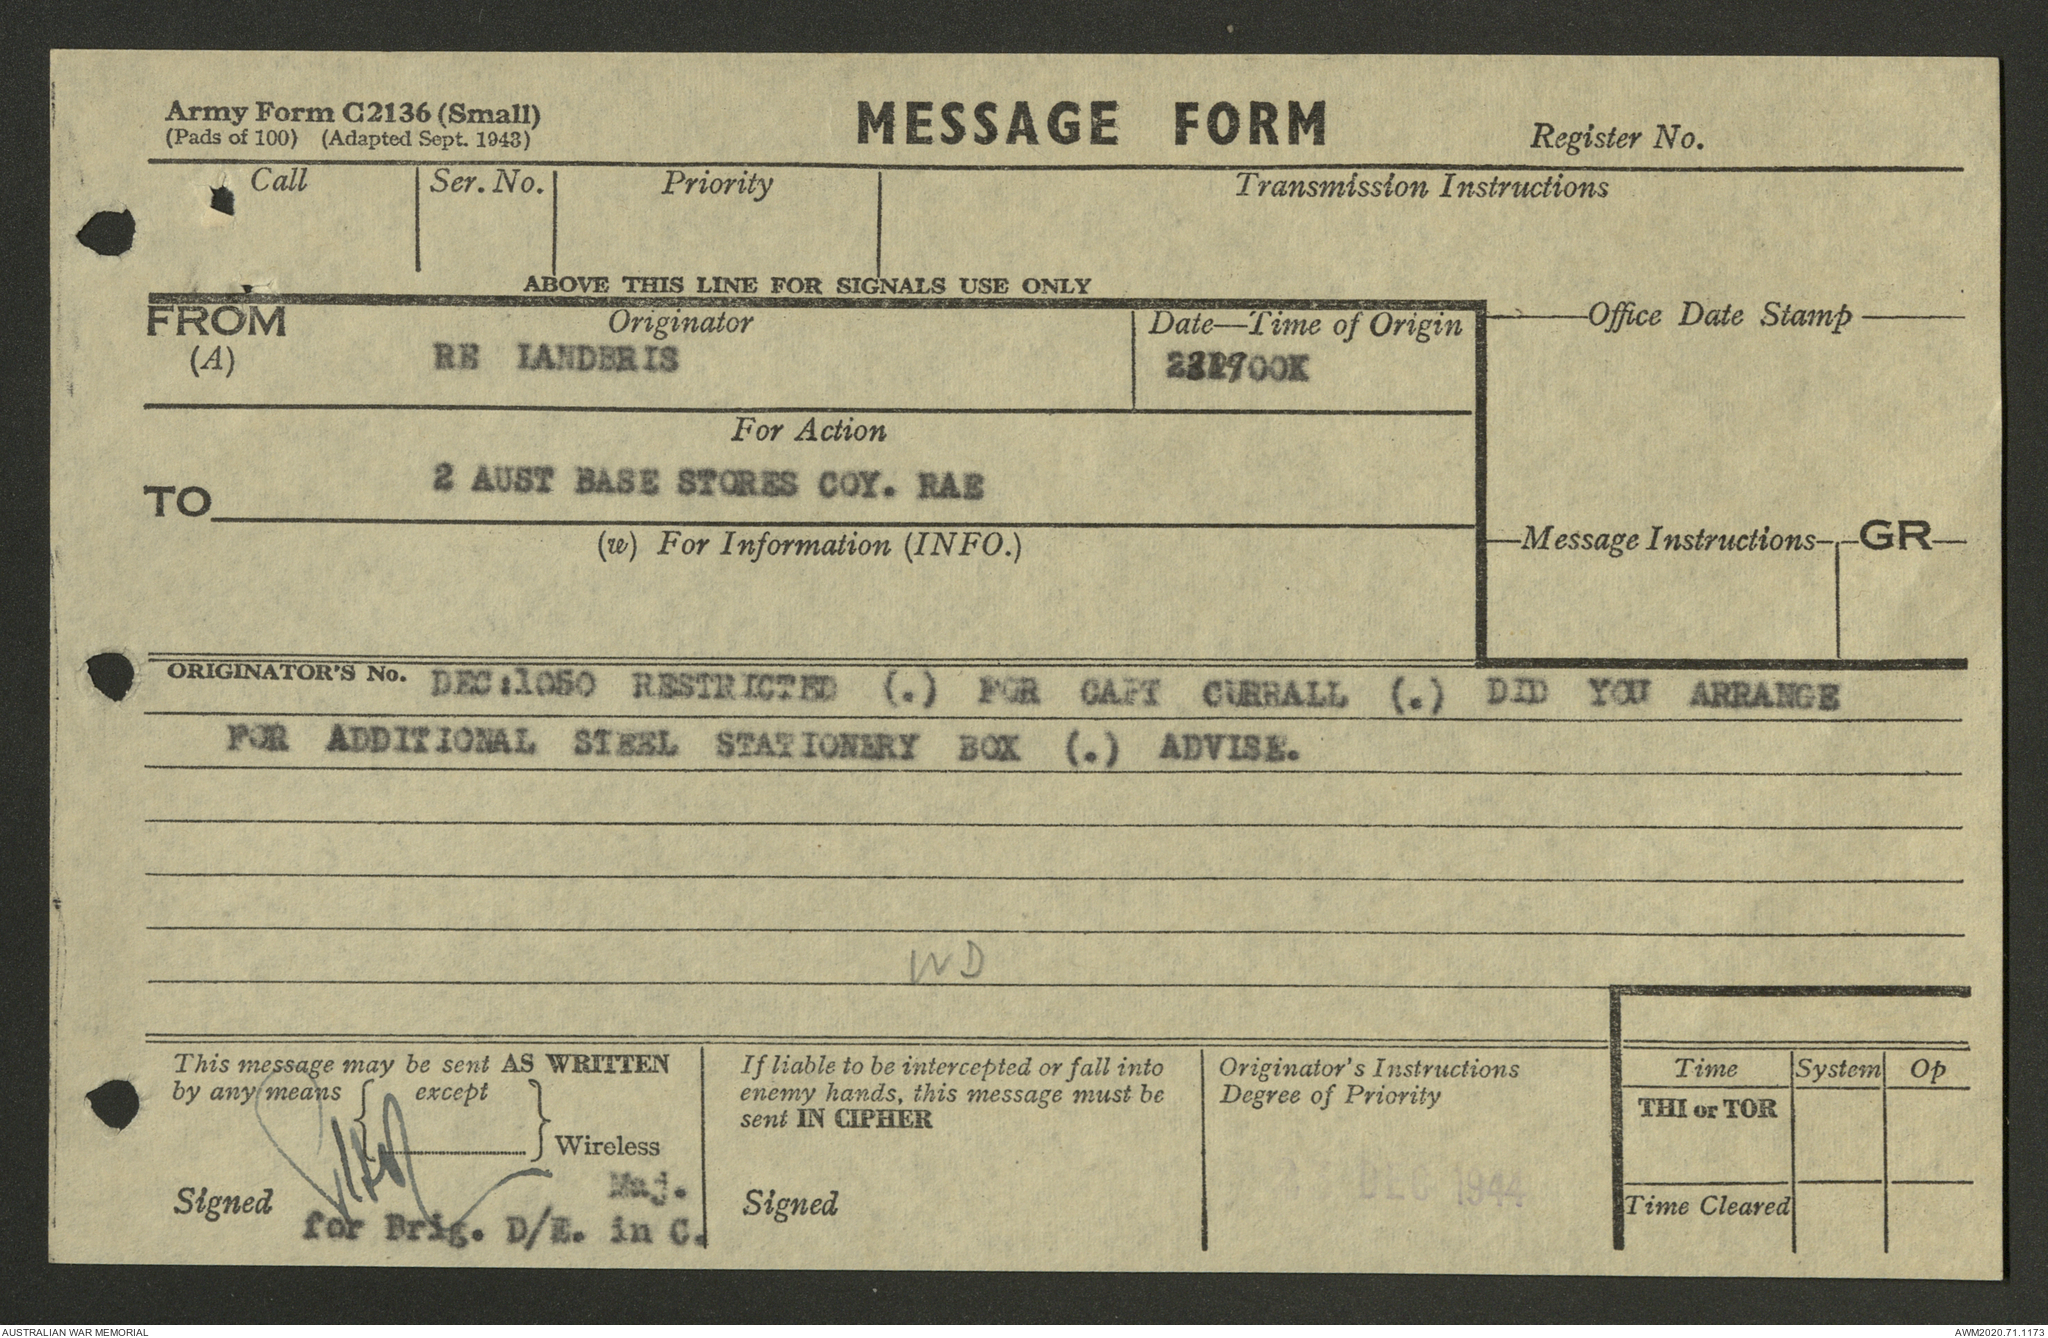 Army Form C2136 (Small)
(Pads of 100) (Adapted Sept. 1943)
MESSAGE FORM
Register No.
Call
Ser. No.
Priority
Transmission Instructions
ABOVE THIS LINE FOR SIGNALS USE ONLY
FROM
(A)
Originator
RE LANDERIS
Date—Time of Origin
Office Date Stamp
For Action
TO
2 AUST BASE STORES COY. RAE
(w) For Information (INFO.)
Message Instructions
GR
ORIGINATOR'S No. DEC:1050 RESTRICTED (.) FOR CAPT CURRALL (.) DID YOU ARRANGE
FOR ADDITIONAL STEEL STATIONERY BOX (.) ADVISE.
WD
This message may be sent AS WRITTEN
by any means except
Wireless
Signed
Maj.
for Brig. D/E. in C.
If liable to be intercepted or fall into
enemy hands, this message must be
sent IN CIPHER
Signed
Originator's Instructions
Degree of Priority
DEC 1944
Time System Op
THI or TOR
Time Cleared
AUSTRALIAN WAR MEMORIAL
AWM2020.71.1173